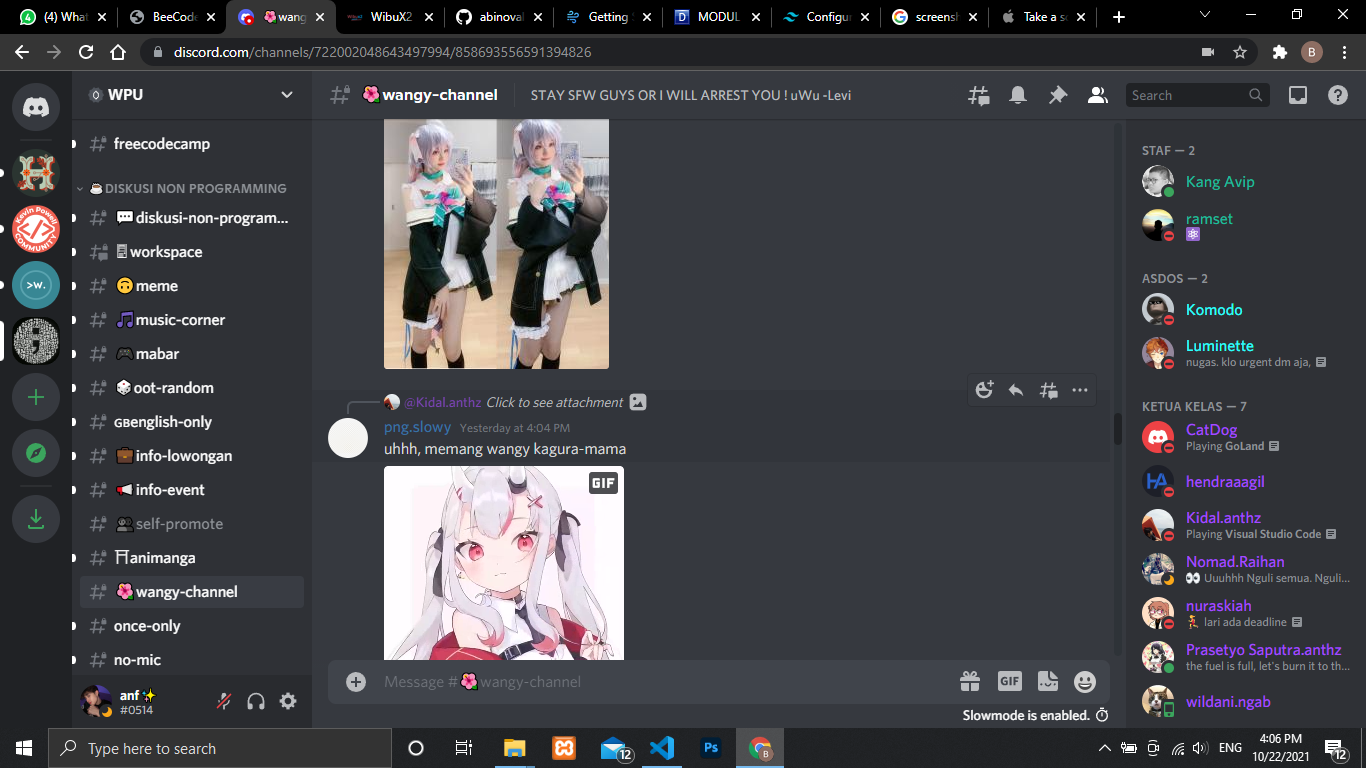 (4) What
BeeCode
wang
WibuX2
abinoval
Getting S
MODUL
Configur
screensh
Take a s
discord.com/channels/722002048643497994/858693556591394826
B
WPU
wangy-channel
STAY SFW GUYS OR I WILL ARREST YOU ! uWu -Levi
Search
freecodecamp
DISKUSI NON PROGRAMMING
diskusi-non-program...
workspace
meme
music-corner
mabar
oot-random
GBenglish-only
info-lowongan
info-event
self-promote
animanga
wangy-channel
once-only
no-mic
anf
#0514
Kevin Powell
COMMUNITY
>w.
@Kidal.anthz Click to see attachment
png.slowy Yesterday at 4:04 PM
uhhh, memang wangy kagura-mama
GIF
Message #wangy-channel
GIF
Slowmode is enabled.
STAF — 2
Kang Avip
ramset
ASDOS — 2
Komodo
Luminette
nugas. klo urgent dm aja,
KETUA KELAS — 7
CatDog
Playing GoLand
hendraaagil
Kidal.anthz
Playing Visual Studio Code
Nomad.Raihan
Uuuhhh Nguli semua. Nguli...
nuraskiah
lari ada deadline
Prasetyo Saputra.anthz
the fuel is full, let's burn it to th...
wildani.ngab
Type here to search
12
Ps
B
ENG
4:06 PM
10/22/2021
12